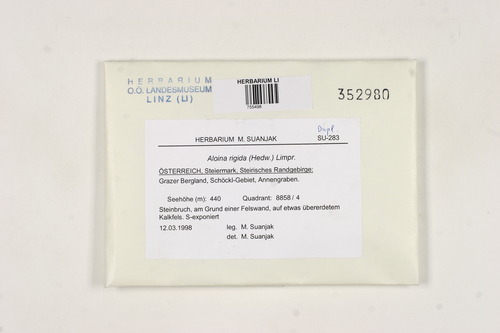 HERBARIUM
O.Ö. LANDESMUSEUM
LINZ (LI)
HERBARIUM LI
755498
352980
Dupl
HERBARIUM M. SUANJAK
SU-283
Aloina rigida (Hedw.) Limpr.
ÖSTERREICH, Steiermark, Steirisches Randgebirge:
Grazer Bergland, Schöckl-Gebiet, Annengraben.
Seehöhe (m): 440 Quadrant: 8858 / 4
Steinbruch, am Grund einer Felswand, auf etwas übererdetem
Kalkfels. S-exponiert
12.03.1998 leg. M. Suanjak
det. M. Suanjak